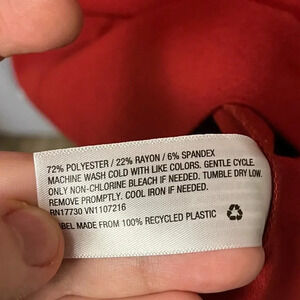 72% POLYESTER / 22% RAYON / 6% SPANDEX
MACHINE WASH COLD WITH LIKE COLORS. GENTLE CYCLE.
ONLY NON-CHLORINE BLEACH IF NEEDED. TUMBLE DRY LOW.
REMOVE PROMPTLY. COOL IRON IF NEEDED.
RN17730 VN1107216
ABEL MADE FROM 100% RECYCLED PLASTIC